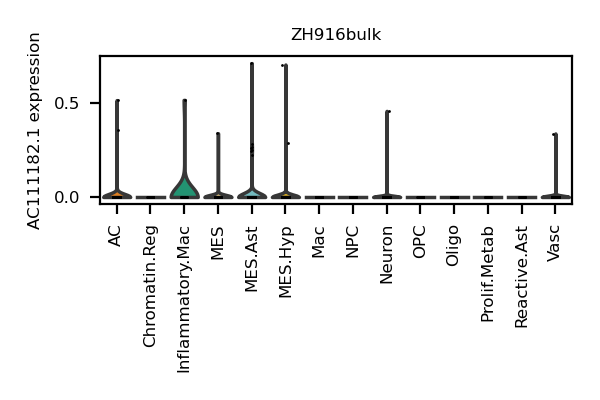 ZH916bulk
AC111182.1 expression
0.5
0.0
AC
Chromatin.Reg
Inflammatory.Mac
MES
MES.Ast
MES.Hyp
Mac
NPC
Neuron
OPC
Oligo
Prolif.Metab
Reactive.Ast
Vasc